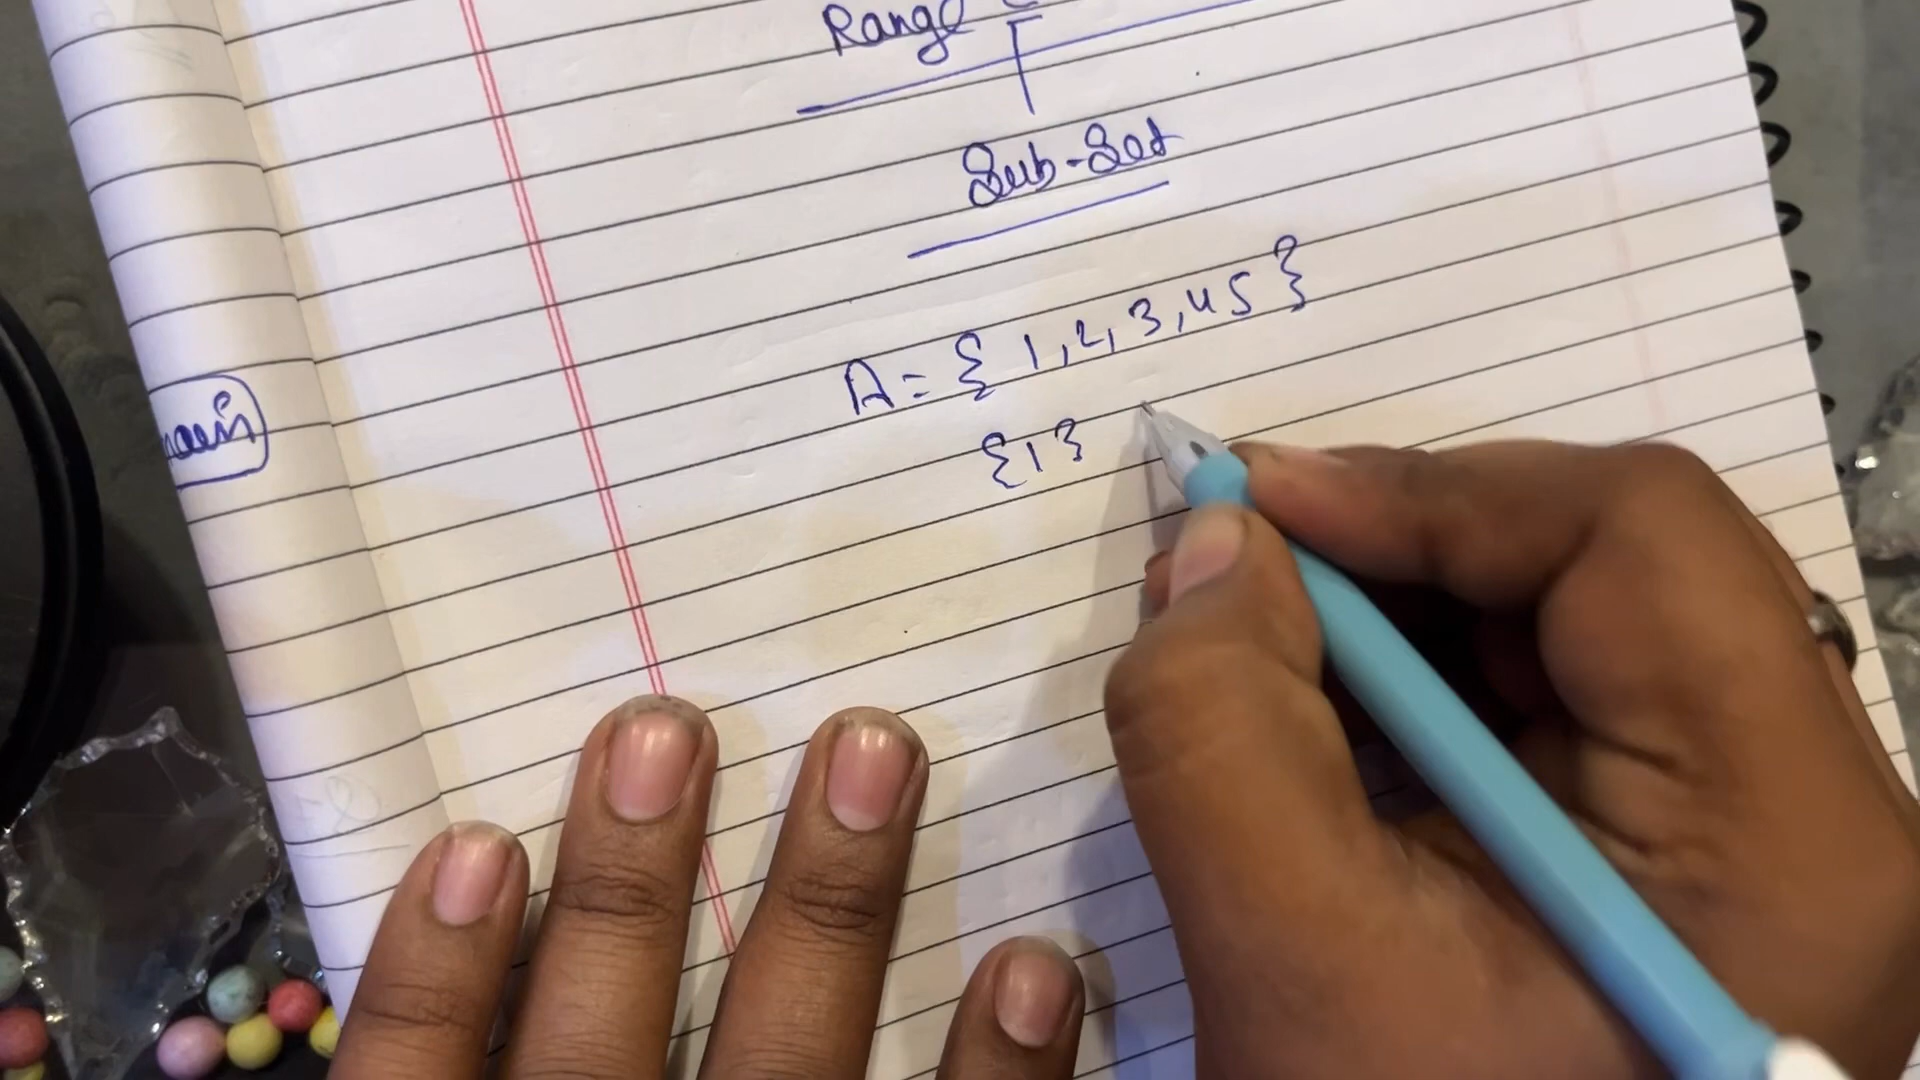 Range
Sub-Set
A = { 1, 2, 3, 4 5 }
{ 1 }